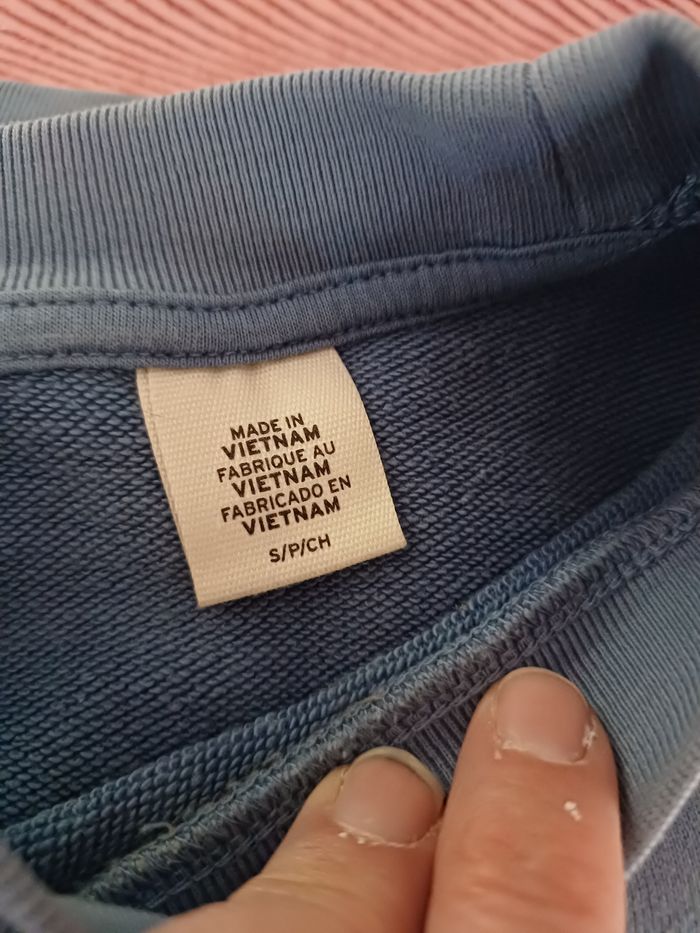 MADE IN
VIETNAM
FABRIQUE AU
VIETNAM
FABRICADO EN
VIETNAM
S/P/CH